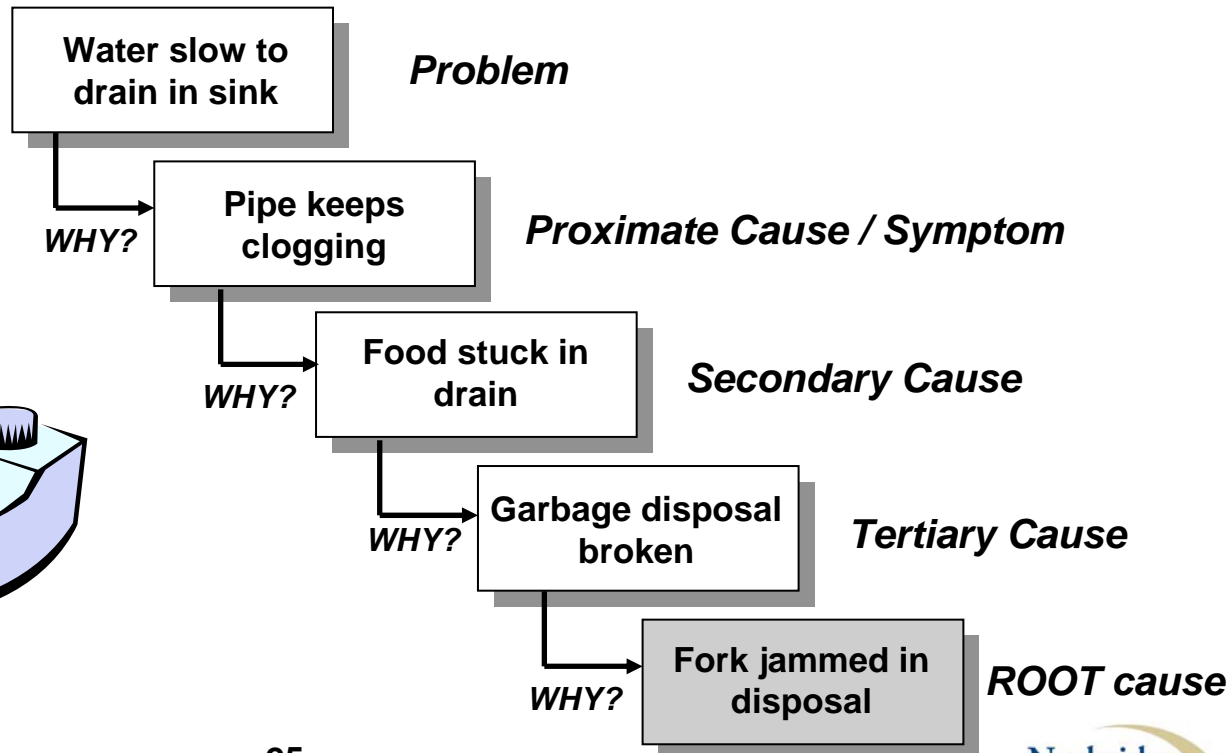 Water slow to
drain in sink
Problem
WHY?
Pipe keeps
clogging
Proximate Cause / Symptom
WHY?
Food stuck in
drain
Secondary Cause
WHY?
Garbage disposal
broken
Tertiary Cause
WHY?
Fork jammed in
disposal
ROOT cause